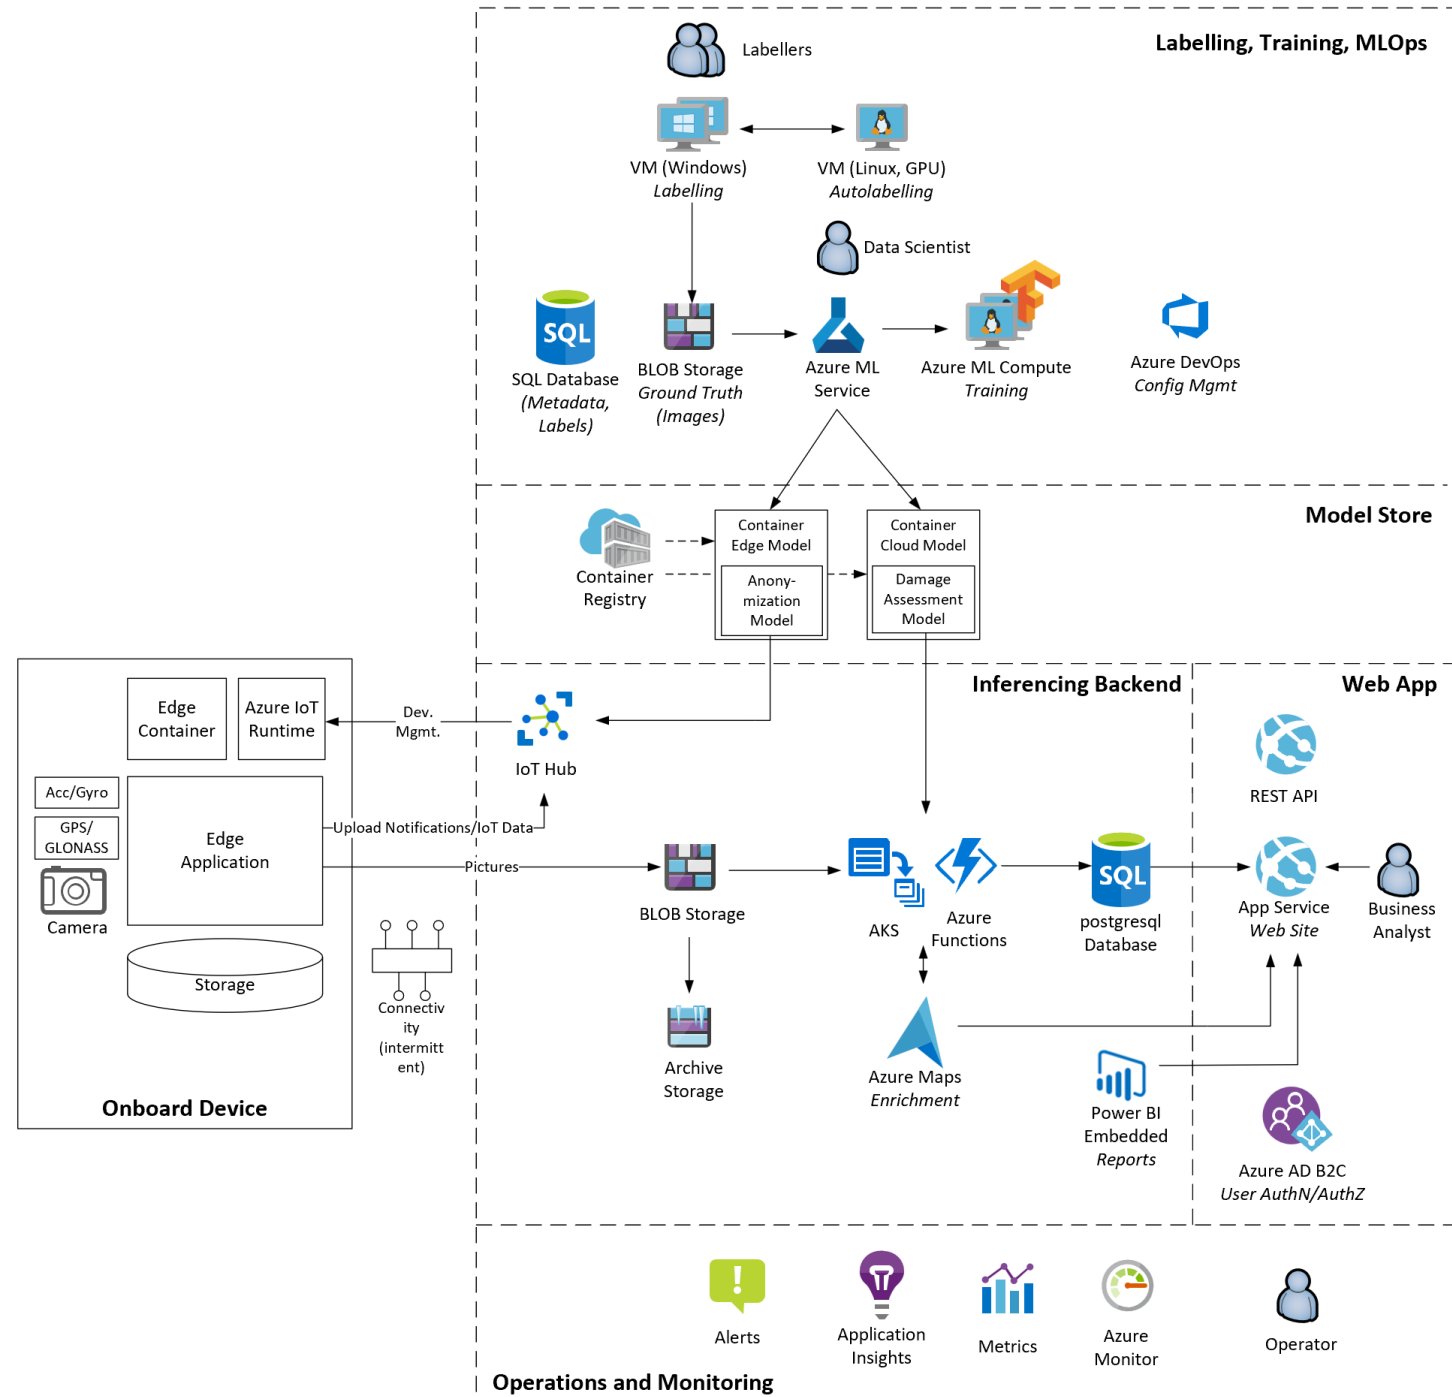 Labelling, Training, MLOps
Labellers
VM (Windows)
Labelling
VM (Linux, GPU)
Autolabelling
Data Scientist
SQL
SQL Database
(Metadata,
Labels)
BLOB Storage
Ground Truth
(Images)
Azure ML
Service
Azure ML Compute
Training
Azure DevOps
Config Mgmt
Model Store
Container
Registry
Container
Edge Model
Anony-
mization
Model
Container
Cloud Model
Damage
Assessment
Model
Inferencing Backend
Web App
Edge
Container
Azure IoT
Runtime
Dev.
Mgmt.
IoT Hub
REST API
Acc/Gyro
GPS/
GLONASS
Camera
Edge
Application
Upload Notifications/IoT Data
Pictures
Storage
Connectiv
ity
(intermitt
ent)
Onboard Device
BLOB Storage
AKS
Azure
Functions
SQL
postgresql
Database
App Service
Web Site
Business
Analyst
Archive
Storage
Azure Maps
Enrichment
Power BI
Embedded
Reports
Azure AD B2C
User AuthN/AuthZ
Alerts
Application
Insights
Metrics
Azure
Monitor
Operator
Operations and Monitoring